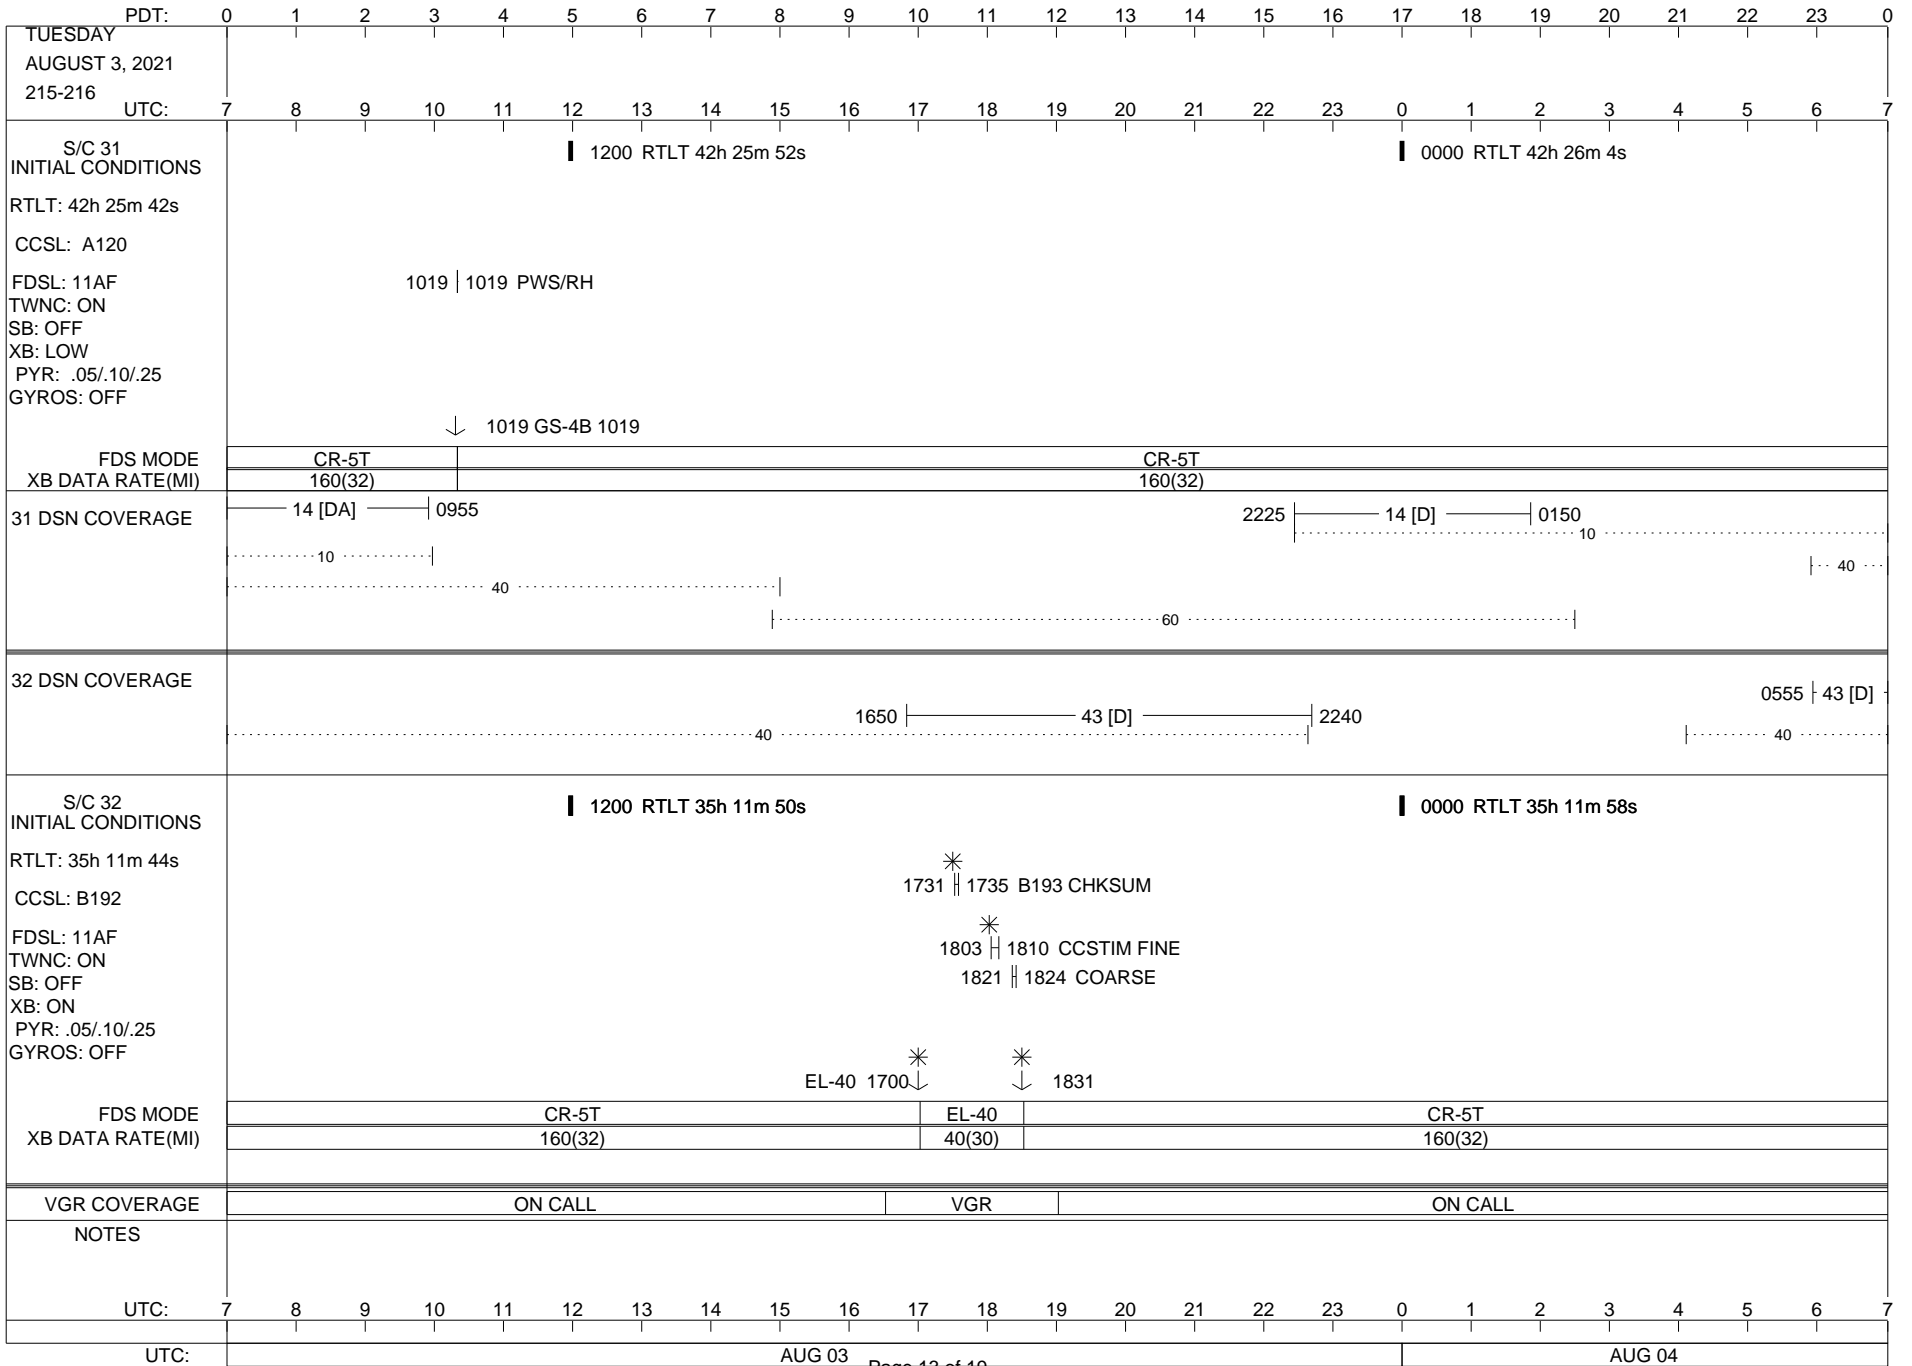 PDT: 0 1 2 3 4 5 6 7 8 9 10 11 12 13 14 15 16 17 18 19 20 21 22 23 0
TUESDAY
AUGUST 3, 2021
215-216
UTC: 7 8 9 10 11 12 13 14 15 16 17 18 19 20 21 22 23 0 1 2 3 4 5 6 7
S/C 31
INITIAL CONDITIONS
1200 RTLT 42h 25m 52s
0000 RTLT 42h 26m 4s
RTLT: 42h 25m 42s
CCSL: A120
FDSL: 11AF
1019 1019 PWS/RH
TWNC: ON
SB: OFF
XB: LOW
PYR: .05/.10/.25
GYROS: OFF
1019 GS-4B 1019
FDS MODE CR-5T CR-5T
XB DATA RATE(MI) 160(32) 160(32)
31 DSN COVERAGE
14 [DA] 0955
2225 14 [D] 0150
10
10
40
40
60
32 DSN COVERAGE
0555 43 [D]
1650 43 [D] 2240
40
40
S/C 32
INITIAL CONDITIONS
1200 RTLT 35h 11m 50s
0000 RTLT 35h 11m 58s
RTLT: 35h 11m 44s
1731 1735 B193 CHKSUM
CCSL: B192
FDSL: 11AF
1803 1810 CCSTIM FINE
TWNC: ON
1821 1824 COARSE
SB: OFF
XB: ON
PYR: .05/.10/.25
GYROS: OFF
EL-40 1700 1831
FDS MODE CR-5T EL-40 CR-5T
XB DATA RATE(MI) 160(32) 40(30) 160(32)
VGR COVERAGE ON CALL VGR ON CALL
NOTES
UTC: 7 8 9 10 11 12 13 14 15 16 17 18 19 20 21 22 23 0 1 2 3 4 5 6 7
UTC: AUG 03 AUG 04